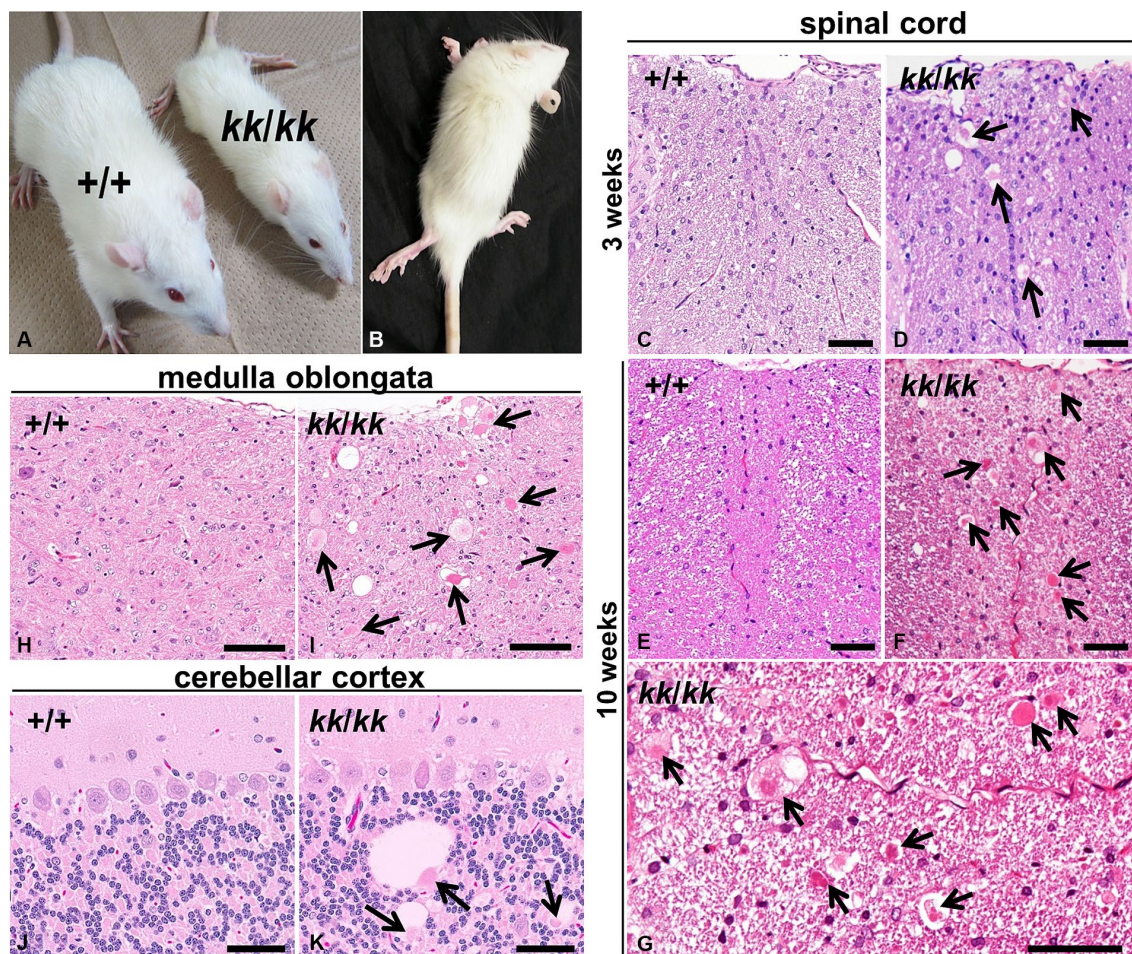 +/+
kk/kk
A
B
spinal cord
3 weeks
+/+
C
kk/kk
D
10 weeks
+/+
E
kk/kk
F
kk/kk
G
medulla oblongata
+/+
H
kk/kk
I
cerebellar cortex
+/+
J
kk/kk
K